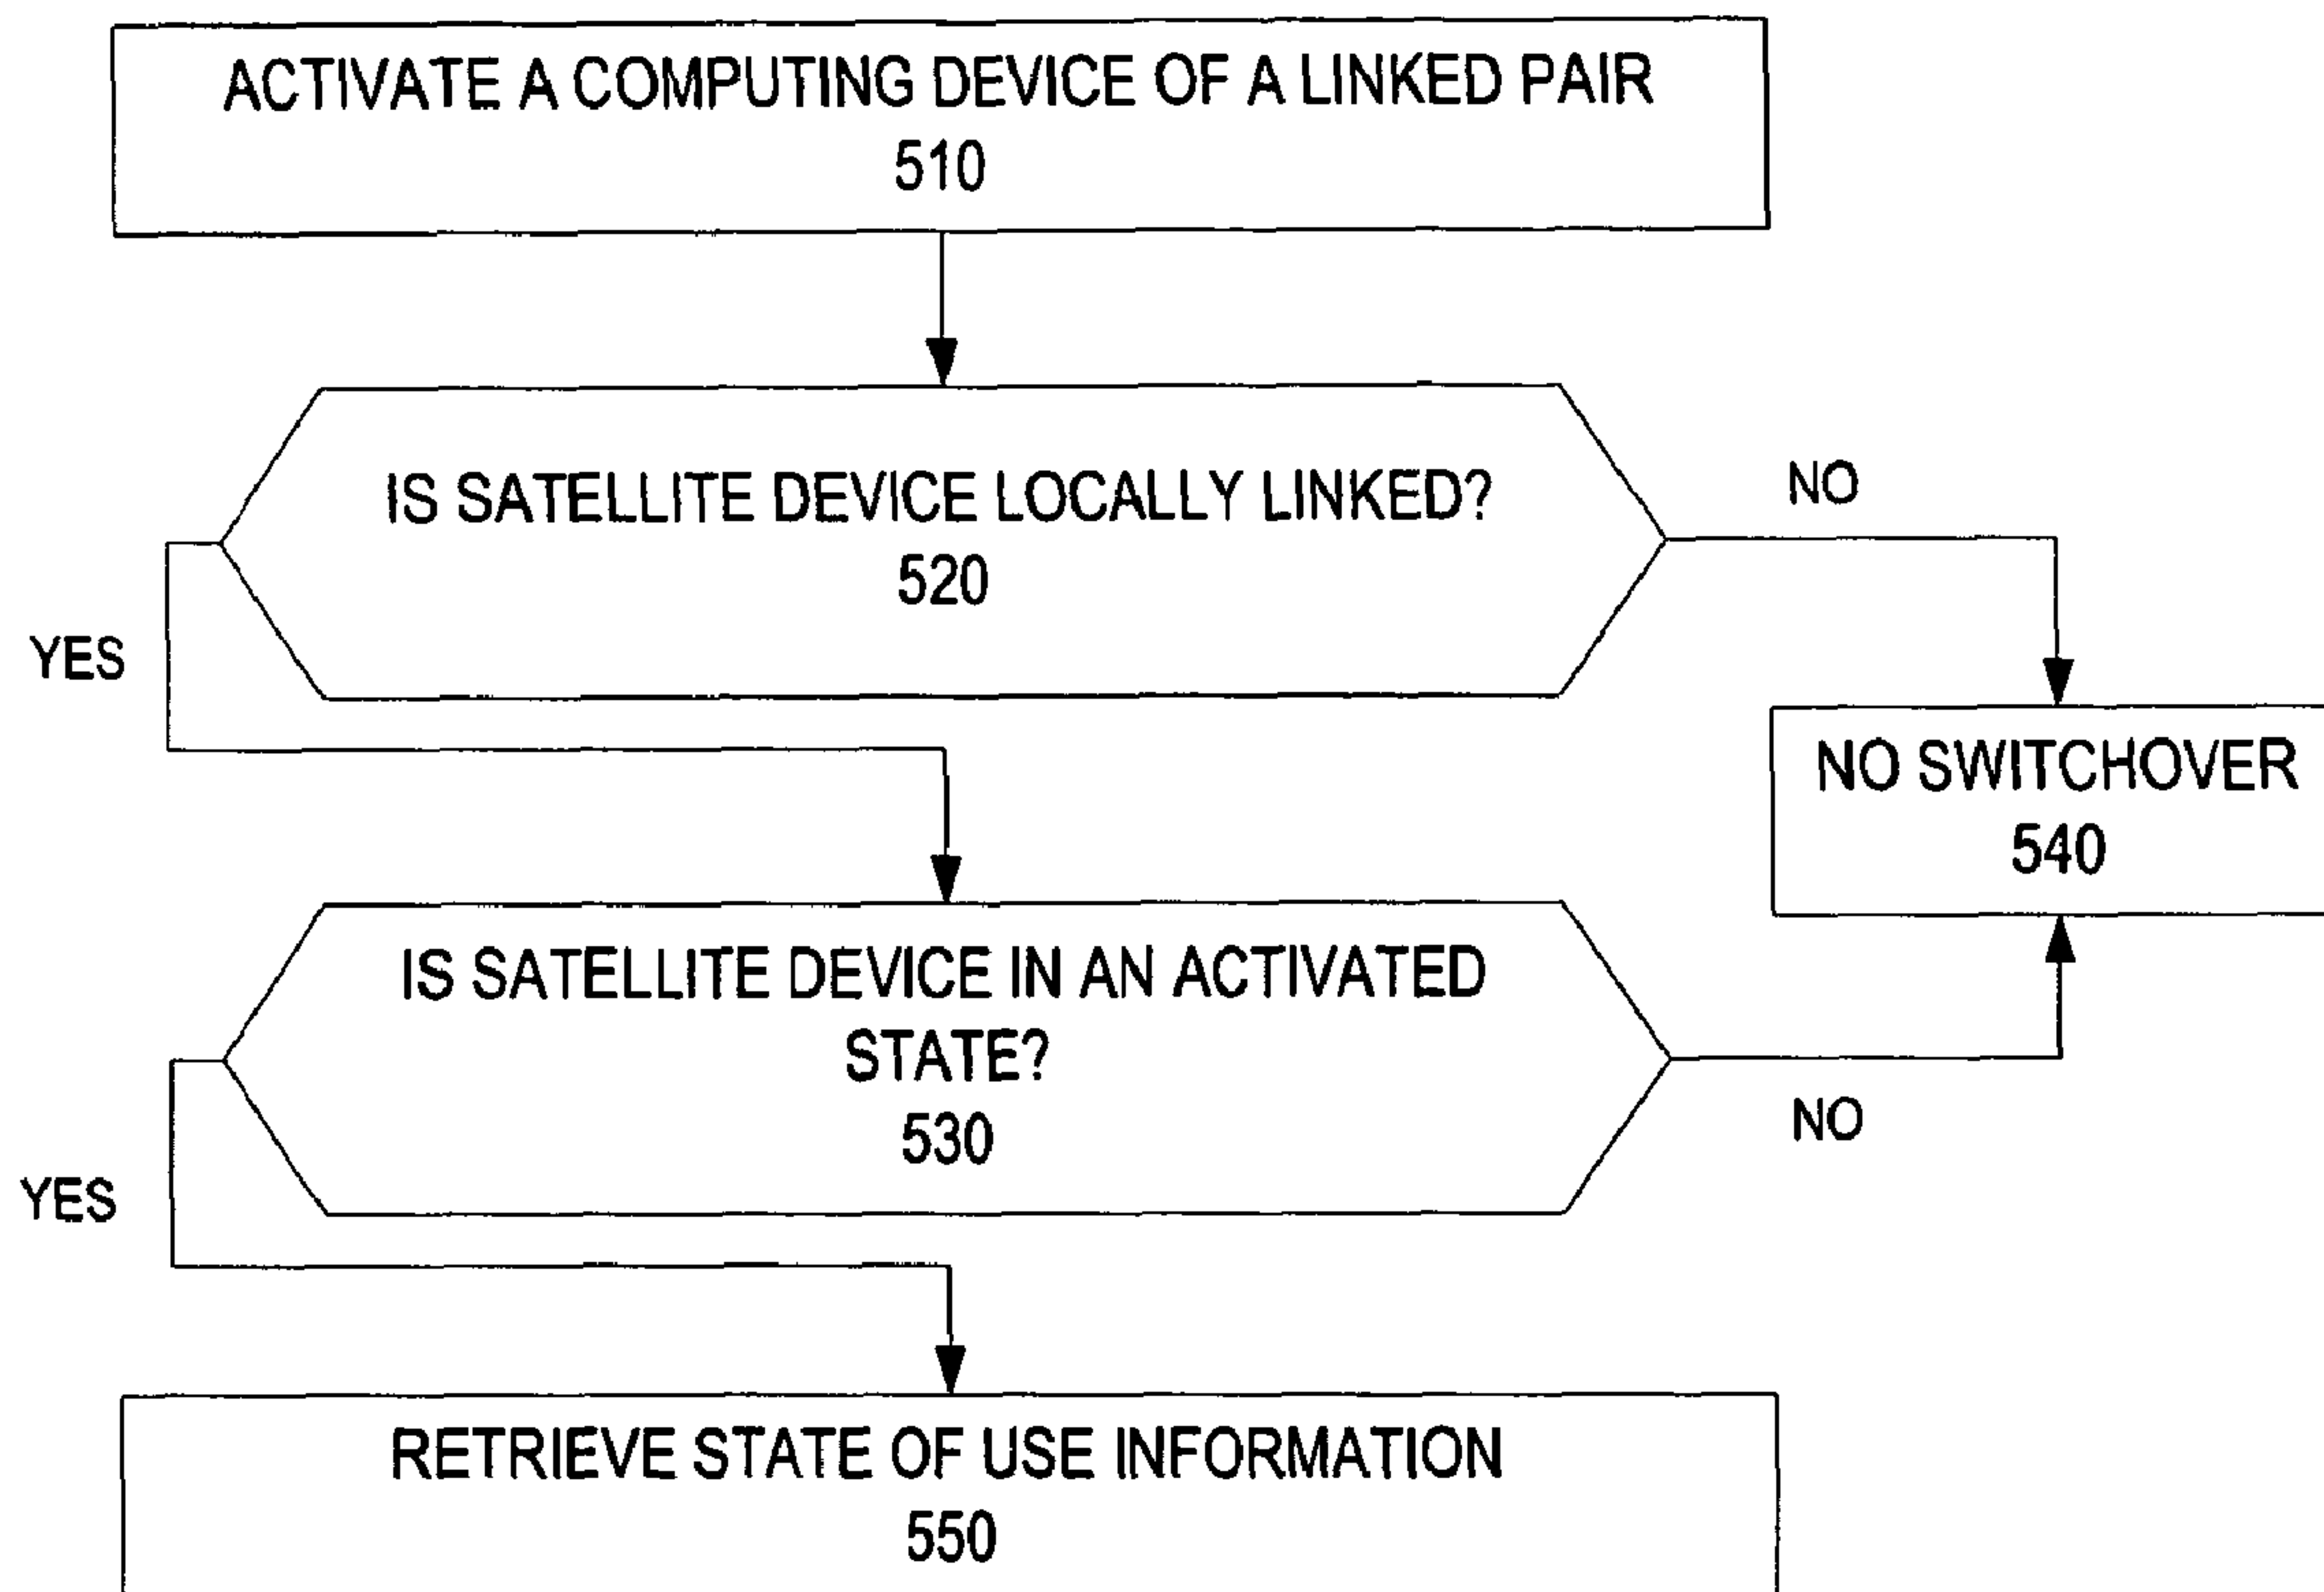 ACTIVATE A COMPUTING DEVICE OF A LINKED PAIR
510
IS SATELLITE DEVICE LOCALLY LINKED?
520
NO
YES
NO SWITCHOVER
540
IS SATELLITE DEVICE IN AN ACTIVATED
STATE?
530
NO
YES
RETRIEVE STATE OF USE INFORMATION
550